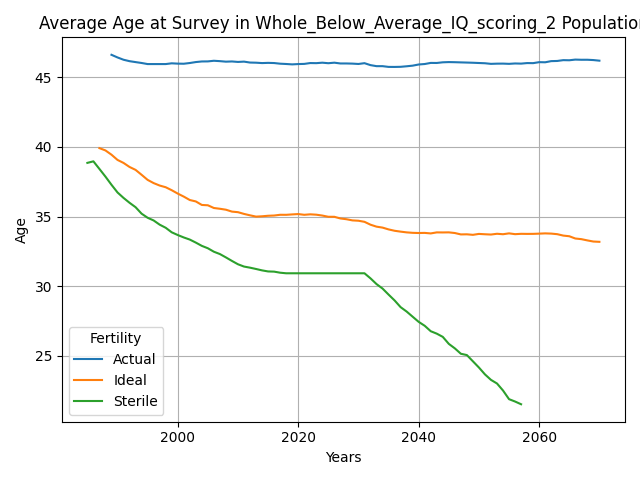 Average Age at Survey in Whole_Below_Average_IQ_scoring_2 Population
45
40
35
30
25
Age
Fertility
Actual
Ideal
Sterile
2000 2020 2040 2060
Years